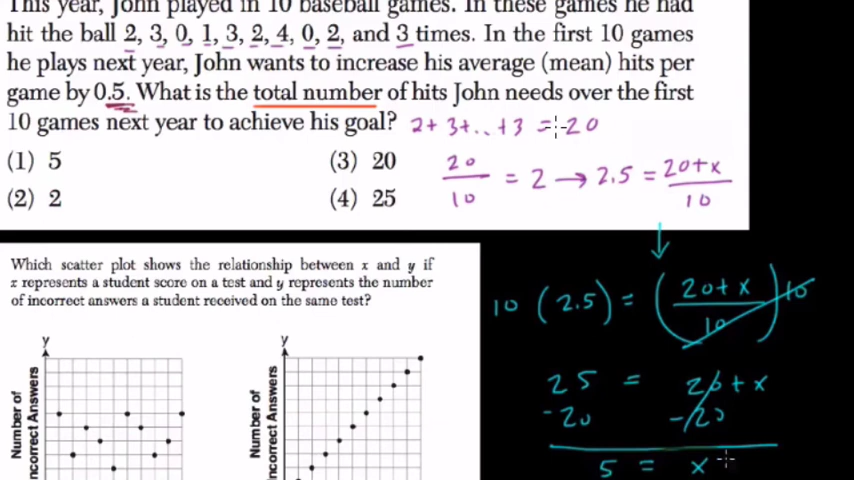 This year, John played in 10 baseball games. In these games he had
hit the ball 2, 3, 0, 1, 3, 2, 4, 0, 2, and 3 times. In the first 10 games
he plays next year, John wants to increase his average (mean) hits per
game by 0.5. What is the total number of hits John needs over the first
10 games next year to achieve his goal?
2 + 3 + .. + 3 = 20
(1) 5
(3) 20
(2) 2
(4) 25
20/10 = 2 → 2.5 = 20+x/10
Which scatter plot shows the relationship between x and y if
x represents a student score on a test and y represents the number
of incorrect answers a student received on the same test?
10 (2.5) = (20+x/10) 10
25 = 20 + x
-20 -20
5 = x
y
Number of
Incorrect Answers
y
Number of
Incorrect Answers